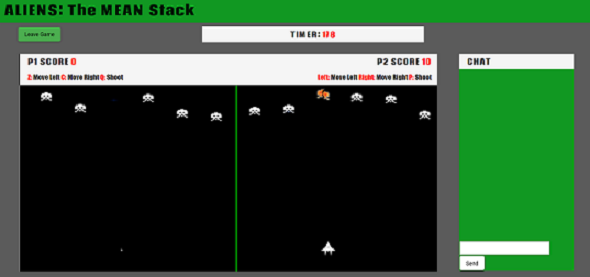 ALIENS: The MEAN Stack
Leave Game
TIMER: 178
P1 SCORE 0
P2 SCORE 10
CHAT
Z: Move Left C: Move Right Q: Shoot
Left: Move Left Right: Move Right P: Shoot
Send